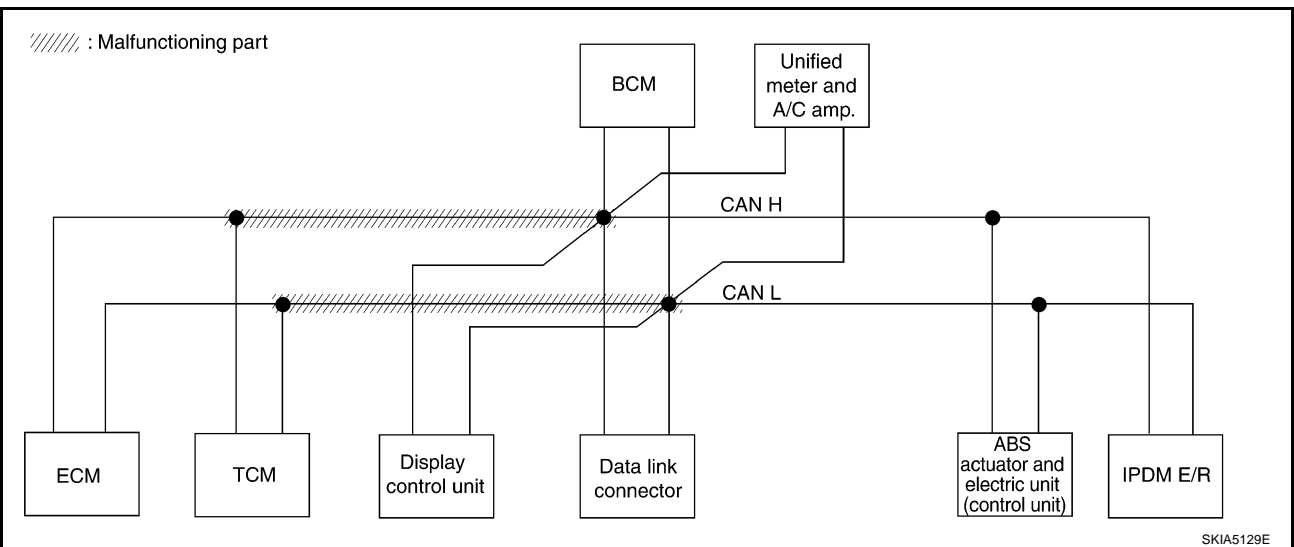 : Malfunctioning part
BCM
Unified
meter and
A/C amp.
CAN H
CAN L
ECM
TCM
Display
control unit
Data link
connector
ABS
actuator and
electric unit
(control unit)
IPDM E/R
SKIA5129E